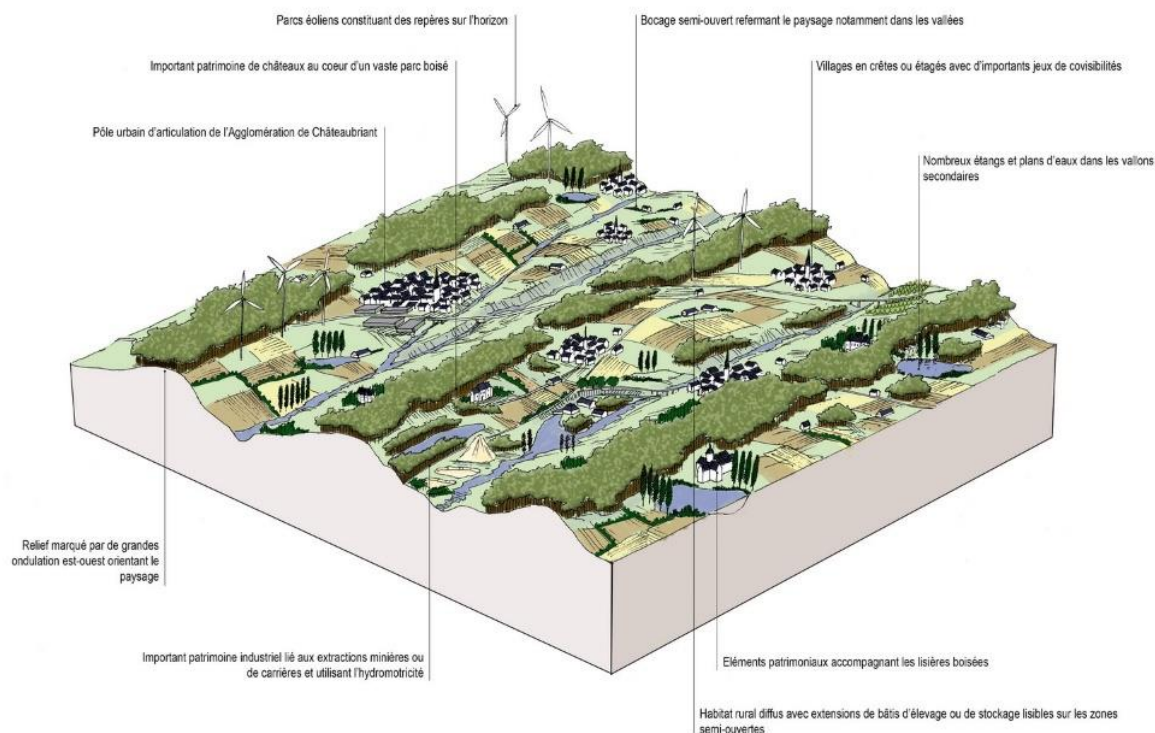 Parcs éoliens constituant des repères sur l'horizon
Bocage semi-ouvert refermant le paysage notamment dans les vallées
Important patrimoine de châteaux au coeur d'un vaste parc boisé
Villages en crêtes ou étagés avec d'importants jeux de covisibilités
Pôle urbain d'articulation de l'Agglomération de Châteaubriant
Nombreux étangs et plans d'eaux dans les vallons
secondaires
Relief marqué par de grandes
ondulation est-ouest orientant le
paysage
Important patrimoine industriel lié aux extractions minières ou
de carrières et utilisant l'hydromotricité
Eléments patrimoniaux accompagnant les lisières boisées
Habitat rural diffus avec extensions de bâtis d'élevage ou de stockage lisibles sur les zones
semi-ouvertes